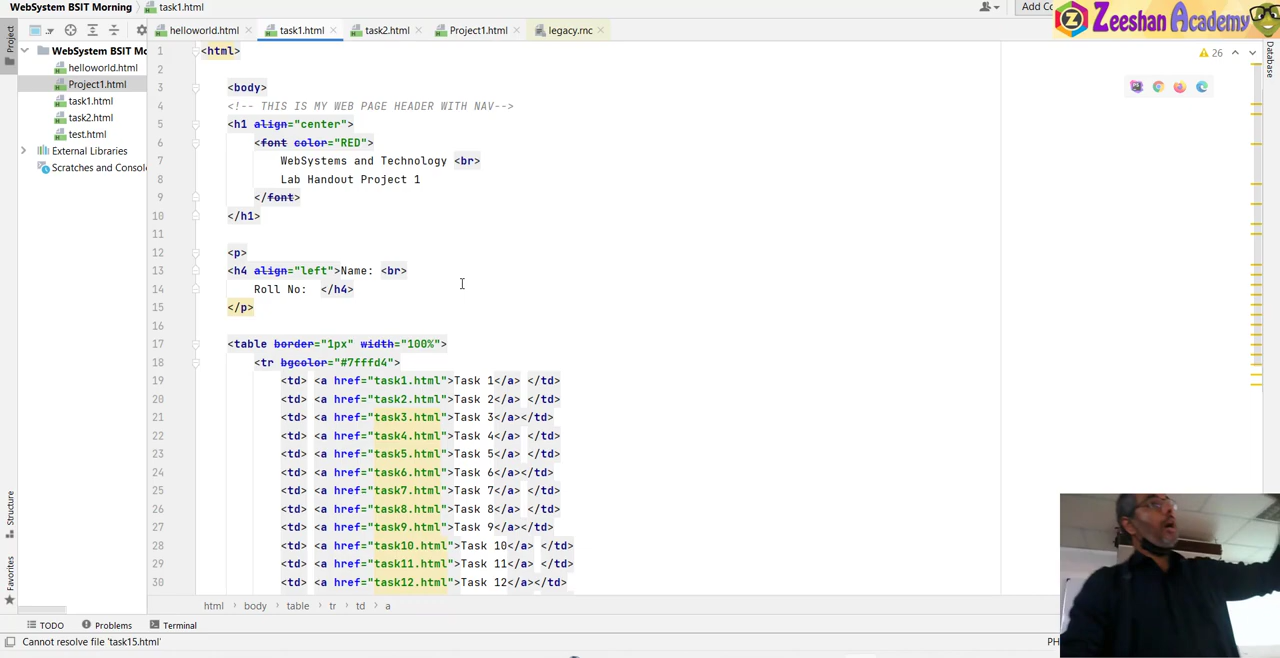 WebSystem BSIT Morning
task1.html
Add Co
Zeeshan Academy
helloworld.html
task1.html
task2.html
Project1.html
legacy.rnc
Project
WebSystem BSIT Mo
helloworld.html
Project1.html
task1.html
task2.html
test.html
External Libraries
Scratches and Consol
Structure
Favorites
Database
26
1 <html>
2
3 <body>
4 <!-- THIS IS MY WEB PAGE HEADER WITH NAV-->
5 <h1 align="center">
6 <font color="RED">
7 WebSystems and Technology <br>
8 Lab Handout Project 1
9 </font>
10 </h1>
11
12 <p>
13 <h4 align="left">Name: <br>
14 Roll No:  </h4>
15 </p>
16
17 <table border="1px" width="100%">
18 <tr bgcolor="#7fffd4">
19 <td> <a href="task1.html">Task 1</a> </td>
20 <td> <a href="task2.html">Task 2</a> </td>
21 <td> <a href="task3.html">Task 3</a></td>
22 <td> <a href="task4.html">Task 4</a> </td>
23 <td> <a href="task5.html">Task 5</a> </td>
24 <td> <a href="task6.html">Task 6</a></td>
25 <td> <a href="task7.html">Task 7</a> </td>
26 <td> <a href="task8.html">Task 8</a> </td>
27 <td> <a href="task9.html">Task 9</a></td>
28 <td> <a href="task10.html">Task 10</a> </td>
29 <td> <a href="task11.html">Task 11</a> </td>
30 <td> <a href="task12.html">Task 12</a></td>
html › body › table › tr › td › a
TODO
Problems
Terminal
Cannot resolve file 'task15.html'
PH